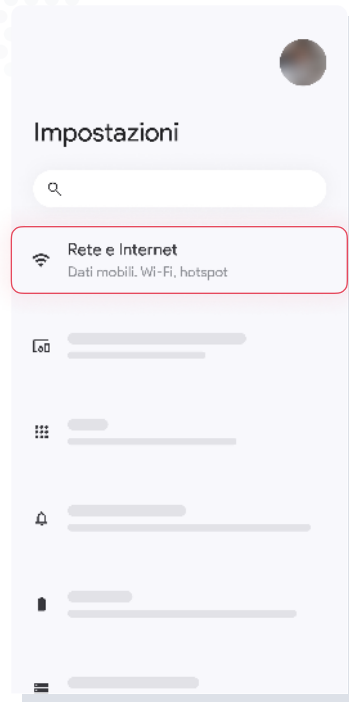 Impostazioni
Rete e Internet
Dati mobili. Wi-Fi, hotspot